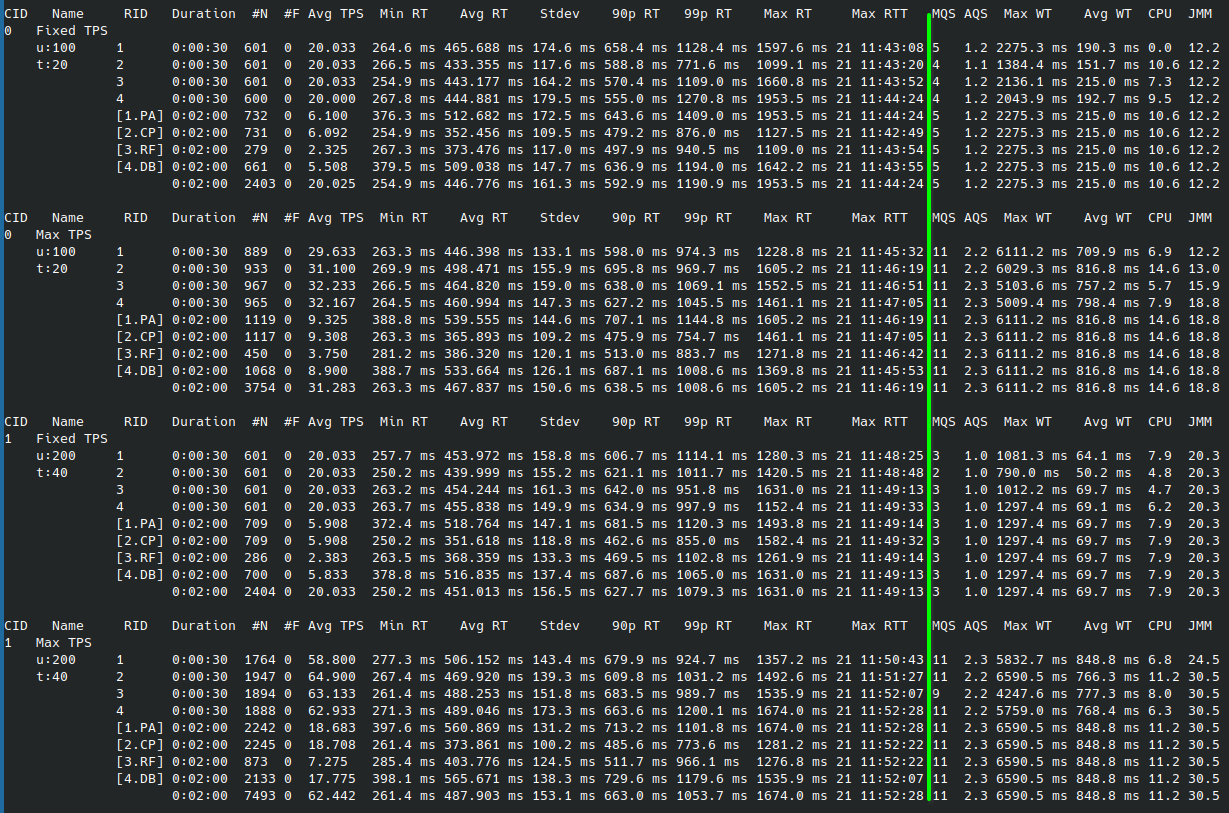 CID Name RID Duration #N #F Avg TPS Min RT Avg RT Stdev 90p RT 99p RT Max RT Max RTT MQS AQS Max WT Avg WT CPU JMM
0 Fixed TPS
u:100 1 0:00:30 601 0 20.033 264.6 ms 465.688 ms 174.6 ms 658.4 ms 1128.4 ms 1597.6 ms 21 11:43:08 5 1.2 2275.3 ms 190.3 ms 0.0 12.2
t:20 2 0:00:30 601 0 20.033 266.5 ms 433.355 ms 117.6 ms 588.8 ms 771.6 ms 1099.1 ms 21 11:43:20 4 1.1 1384.4 ms 151.7 ms 10.6 12.2
3 0:00:30 601 0 20.033 254.9 ms 443.177 ms 164.2 ms 570.4 ms 1109.0 ms 1660.8 ms 21 11:43:52 4 1.2 2136.1 ms 215.0 ms 7.3 12.2
4 0:00:30 600 0 20.000 267.8 ms 444.881 ms 179.5 ms 555.0 ms 1270.8 ms 1953.5 ms 21 11:44:24 4 1.2 2043.9 ms 192.7 ms 9.5 12.2
[1.PA] 0:02:00 732 0 6.100 376.3 ms 512.682 ms 172.5 ms 643.6 ms 1409.0 ms 1953.5 ms 21 11:44:24 5 1.2 2275.3 ms 215.0 ms 10.6 12.2
[2.CP] 0:02:00 731 0 6.092 254.9 ms 352.456 ms 109.5 ms 479.2 ms 876.0 ms 1127.5 ms 21 11:42:49 5 1.2 2275.3 ms 215.0 ms 10.6 12.2
[3.RF] 0:02:00 279 0 2.325 267.3 ms 373.476 ms 117.0 ms 497.9 ms 940.5 ms 1109.0 ms 21 11:43:54 5 1.2 2275.3 ms 215.0 ms 10.6 12.2
[4.DB] 0:02:00 661 0 5.508 379.5 ms 509.038 ms 147.7 ms 636.9 ms 1194.0 ms 1642.2 ms 21 11:43:55 5 1.2 2275.3 ms 215.0 ms 10.6 12.2
0:02:00 2403 0 20.025 254.9 ms 446.776 ms 161.3 ms 592.9 ms 1190.9 ms 1953.5 ms 21 11:44:24 5 1.2 2275.3 ms 215.0 ms 10.6 12.2
CID Name RID Duration #N #F Avg TPS Min RT Avg RT Stdev 90p RT 99p RT Max RT Max RTT MQS AQS Max WT Avg WT CPU JMM
0 Max TPS
u:100 1 0:00:30 889 0 29.633 263.3 ms 446.398 ms 133.1 ms 598.0 ms 974.3 ms 1228.8 ms 21 11:45:32 11 2.2 6111.2 ms 709.9 ms 6.9 12.2
t:20 2 0:00:30 933 0 31.100 269.9 ms 498.471 ms 155.9 ms 695.8 ms 969.7 ms 1605.2 ms 21 11:46:19 11 2.3 6029.3 ms 816.8 ms 14.6 13.0
3 0:00:30 967 0 32.233 266.5 ms 464.820 ms 159.0 ms 638.0 ms 1069.1 ms 1552.5 ms 21 11:46:51 11 2.3 5103.6 ms 757.2 ms 5.7 15.9
4 0:00:30 965 0 32.167 264.5 ms 460.994 ms 147.3 ms 627.2 ms 1045.5 ms 1461.1 ms 21 11:47:05 11 2.3 5009.4 ms 798.4 ms 7.9 18.8
[1.PA] 0:02:00 1119 0 9.325 388.8 ms 539.555 ms 144.6 ms 707.1 ms 1144.8 ms 1605.2 ms 21 11:46:19 11 2.3 6111.2 ms 816.8 ms 14.6 18.8
[2.CP] 0:02:00 1117 0 9.308 263.3 ms 365.893 ms 109.2 ms 475.9 ms 754.7 ms 1461.1 ms 21 11:47:05 11 2.3 6111.2 ms 816.8 ms 14.6 18.8
[3.RF] 0:02:00 450 0 3.750 281.2 ms 386.320 ms 120.1 ms 513.0 ms 883.7 ms 1271.8 ms 21 11:46:42 11 2.3 6111.2 ms 816.8 ms 14.6 18.8
[4.DB] 0:02:00 1068 0 8.900 388.7 ms 533.664 ms 126.1 ms 687.1 ms 1008.6 ms 1369.8 ms 21 11:45:53 11 2.3 6111.2 ms 816.8 ms 14.6 18.8
0:02:00 3754 0 31.283 263.3 ms 467.837 ms 150.6 ms 638.5 ms 1008.6 ms 1605.2 ms 21 11:46:19 11 2.3 6111.2 ms 816.8 ms 14.6 18.8
CID Name RID Duration #N #F Avg TPS Min RT Avg RT Stdev 90p RT 99p RT Max RT Max RTT MQS AQS Max WT Avg WT CPU JMM
1 Fixed TPS
u:200 1 0:00:30 601 0 20.033 257.7 ms 453.972 ms 158.8 ms 606.7 ms 1114.1 ms 1280.3 ms 21 11:48:25 3 1.0 1081.3 ms 64.1 ms 7.9 20.3
t:40 2 0:00:30 601 0 20.033 250.2 ms 439.999 ms 155.2 ms 621.1 ms 1011.7 ms 1420.5 ms 21 11:48:48 2 1.0 790.0 ms 50.2 ms 4.8 20.3
3 0:00:30 601 0 20.033 263.2 ms 454.244 ms 161.3 ms 642.0 ms 951.8 ms 1631.0 ms 21 11:49:13 3 1.0 1012.2 ms 69.7 ms 4.7 20.3
4 0:00:30 601 0 20.033 263.7 ms 455.838 ms 149.9 ms 634.9 ms 997.9 ms 1152.4 ms 21 11:49:33 3 1.0 1297.4 ms 69.1 ms 6.2 20.3
[1.PA] 0:02:00 709 0 5.908 372.4 ms 518.764 ms 147.1 ms 681.5 ms 1120.3 ms 1493.8 ms 21 11:49:14 3 1.0 1297.4 ms 69.7 ms 7.9 20.3
[2.CP] 0:02:00 709 0 5.908 250.2 ms 351.618 ms 118.8 ms 462.6 ms 855.0 ms 1582.4 ms 21 11:49:32 3 1.0 1297.4 ms 69.7 ms 7.9 20.3
[3.RF] 0:02:00 286 0 2.383 263.5 ms 368.359 ms 133.3 ms 469.5 ms 1102.8 ms 1261.9 ms 21 11:49:14 3 1.0 1297.4 ms 69.7 ms 7.9 20.3
[4.DB] 0:02:00 700 0 5.833 378.8 ms 516.835 ms 137.4 ms 687.6 ms 1065.0 ms 1631.0 ms 21 11:49:13 3 1.0 1297.4 ms 69.7 ms 7.9 20.3
0:02:00 2404 0 20.033 250.2 ms 451.013 ms 156.5 ms 627.7 ms 1079.3 ms 1631.0 ms 21 11:49:13 3 1.0 1297.4 ms 69.7 ms 7.9 20.3
CID Name RID Duration #N #F Avg TPS Min RT Avg RT Stdev 90p RT 99p RT Max RT Max RTT MQS AQS Max WT Avg WT CPU JMM
1 Max TPS
u:200 1 0:00:30 1764 0 58.800 277.3 ms 506.152 ms 143.4 ms 679.9 ms 924.7 ms 1357.2 ms 21 11:50:43 11 2.3 5832.7 ms 848.8 ms 6.8 24.5
t:40 2 0:00:30 1947 0 64.900 267.4 ms 469.920 ms 139.3 ms 609.8 ms 1031.2 ms 1492.6 ms 21 11:51:27 11 2.2 6590.5 ms 766.3 ms 11.2 30.5
3 0:00:30 1894 0 63.133 261.4 ms 488.253 ms 151.8 ms 683.5 ms 989.7 ms 1535.9 ms 21 11:52:07 9 2.2 4247.6 ms 777.3 ms 8.0 30.5
4 0:00:30 1888 0 62.933 271.3 ms 489.046 ms 173.3 ms 663.6 ms 1200.1 ms 1674.0 ms 21 11:52:28 11 2.2 5759.0 ms 768.4 ms 6.3 30.5
[1.PA] 0:02:00 2242 0 18.683 397.6 ms 560.869 ms 131.2 ms 713.2 ms 1101.8 ms 1674.0 ms 21 11:52:28 11 2.3 6590.5 ms 848.8 ms 11.2 30.5
[2.CP] 0:02:00 2245 0 18.708 261.4 ms 373.861 ms 100.2 ms 485.6 ms 773.6 ms 1281.2 ms 21 11:52:22 11 2.3 6590.5 ms 848.8 ms 11.2 30.5
[3.RF] 0:02:00 873 0 7.275 285.4 ms 403.776 ms 124.5 ms 511.7 ms 966.1 ms 1276.8 ms 21 11:52:22 11 2.3 6590.5 ms 848.8 ms 11.2 30.5
[4.DB] 0:02:00 2133 0 17.775 398.1 ms 565.671 ms 138.3 ms 729.6 ms 1179.6 ms 1535.9 ms 21 11:52:07 11 2.3 6590.5 ms 848.8 ms 11.2 30.5
0:02:00 7493 0 62.442 261.4 ms 487.903 ms 153.1 ms 663.0 ms 1053.7 ms 1674.0 ms 21 11:52:28 11 2.3 6590.5 ms 848.8 ms 11.2 30.5